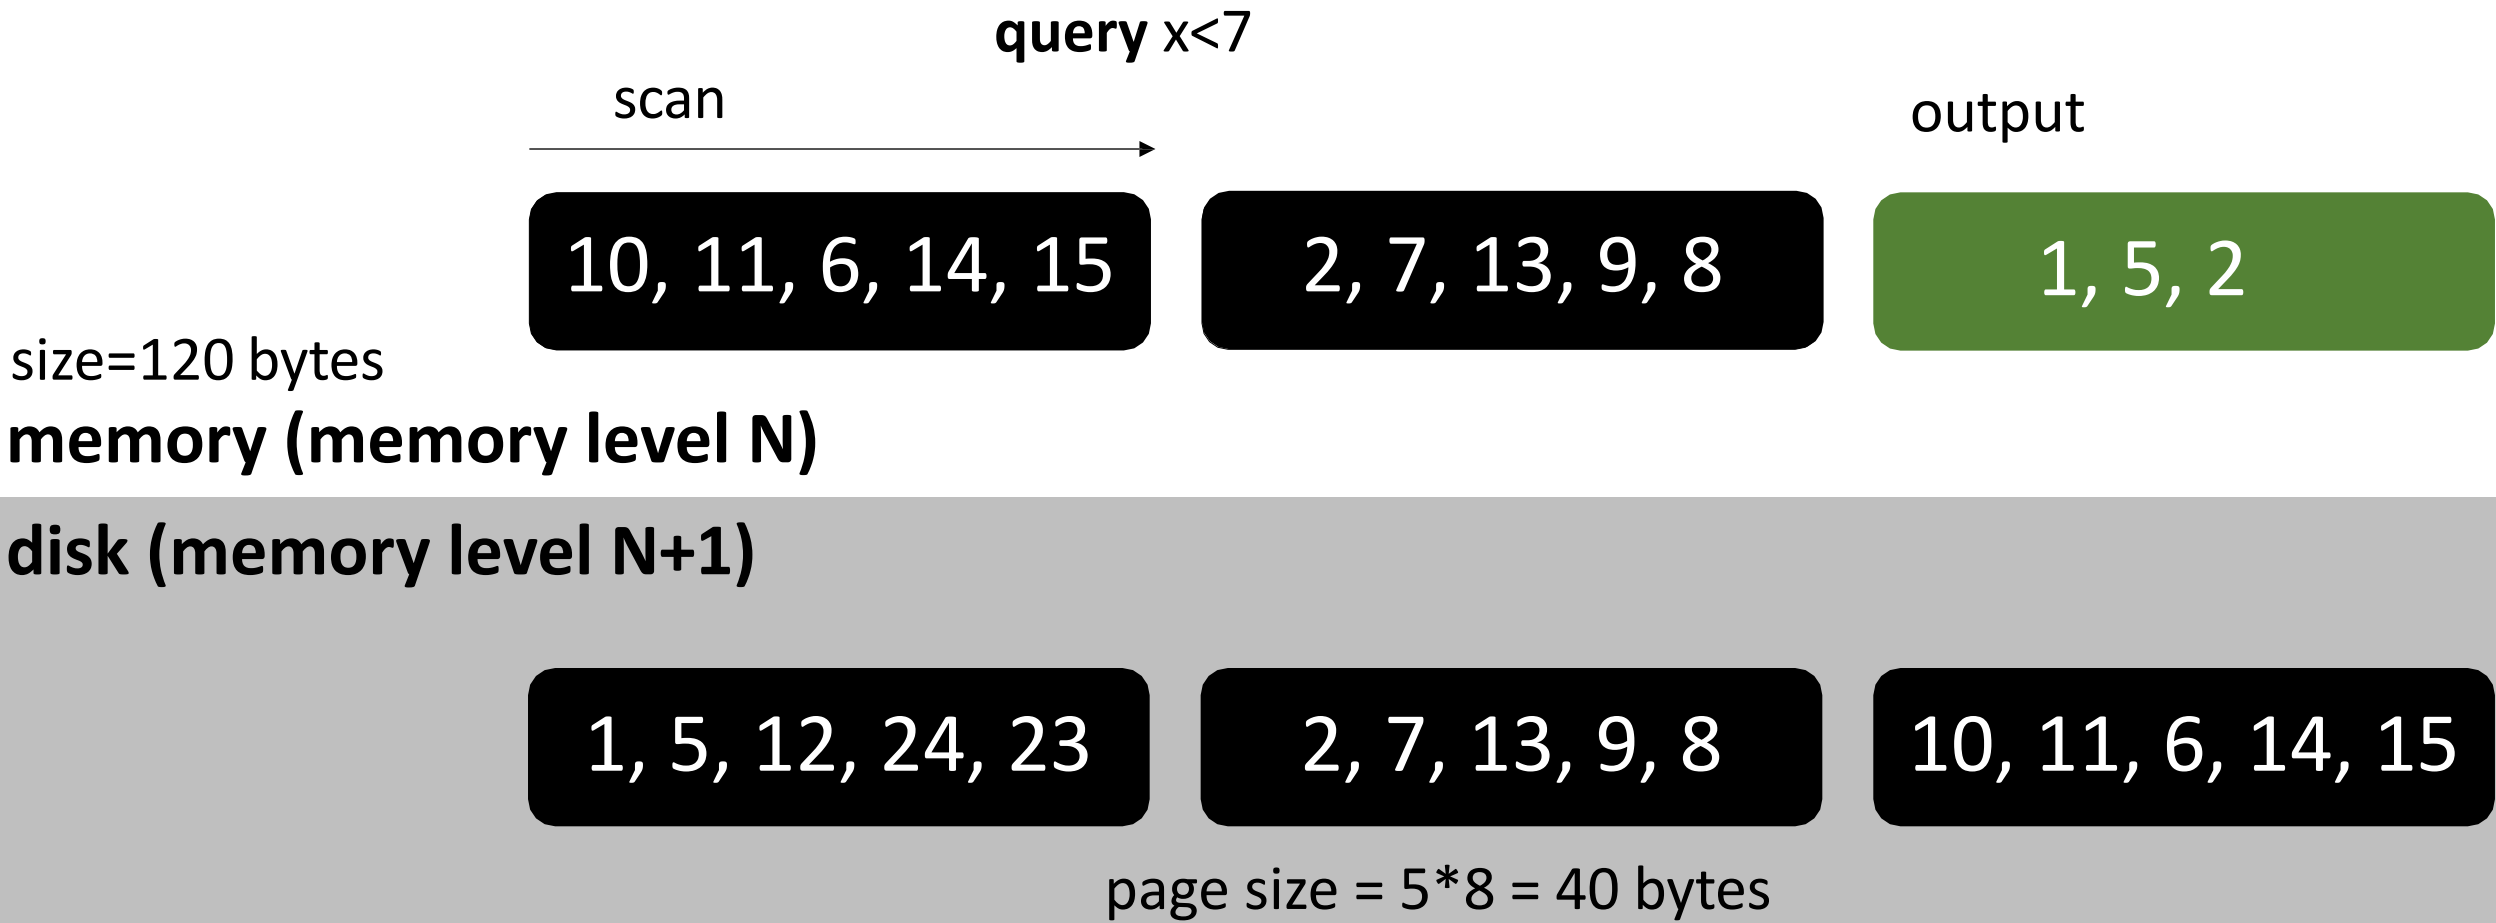 query x<7
scan
output
10, 11, 6, 14, 15
2, 7, 13, 9, 8
1, 5, 2
size=120 bytes
memory (memory level N)
disk (memory level N+1)
1, 5, 12, 24, 23
2, 7, 13, 9, 8
10, 11, 6, 14, 15
page size = 5*8 = 40 bytes